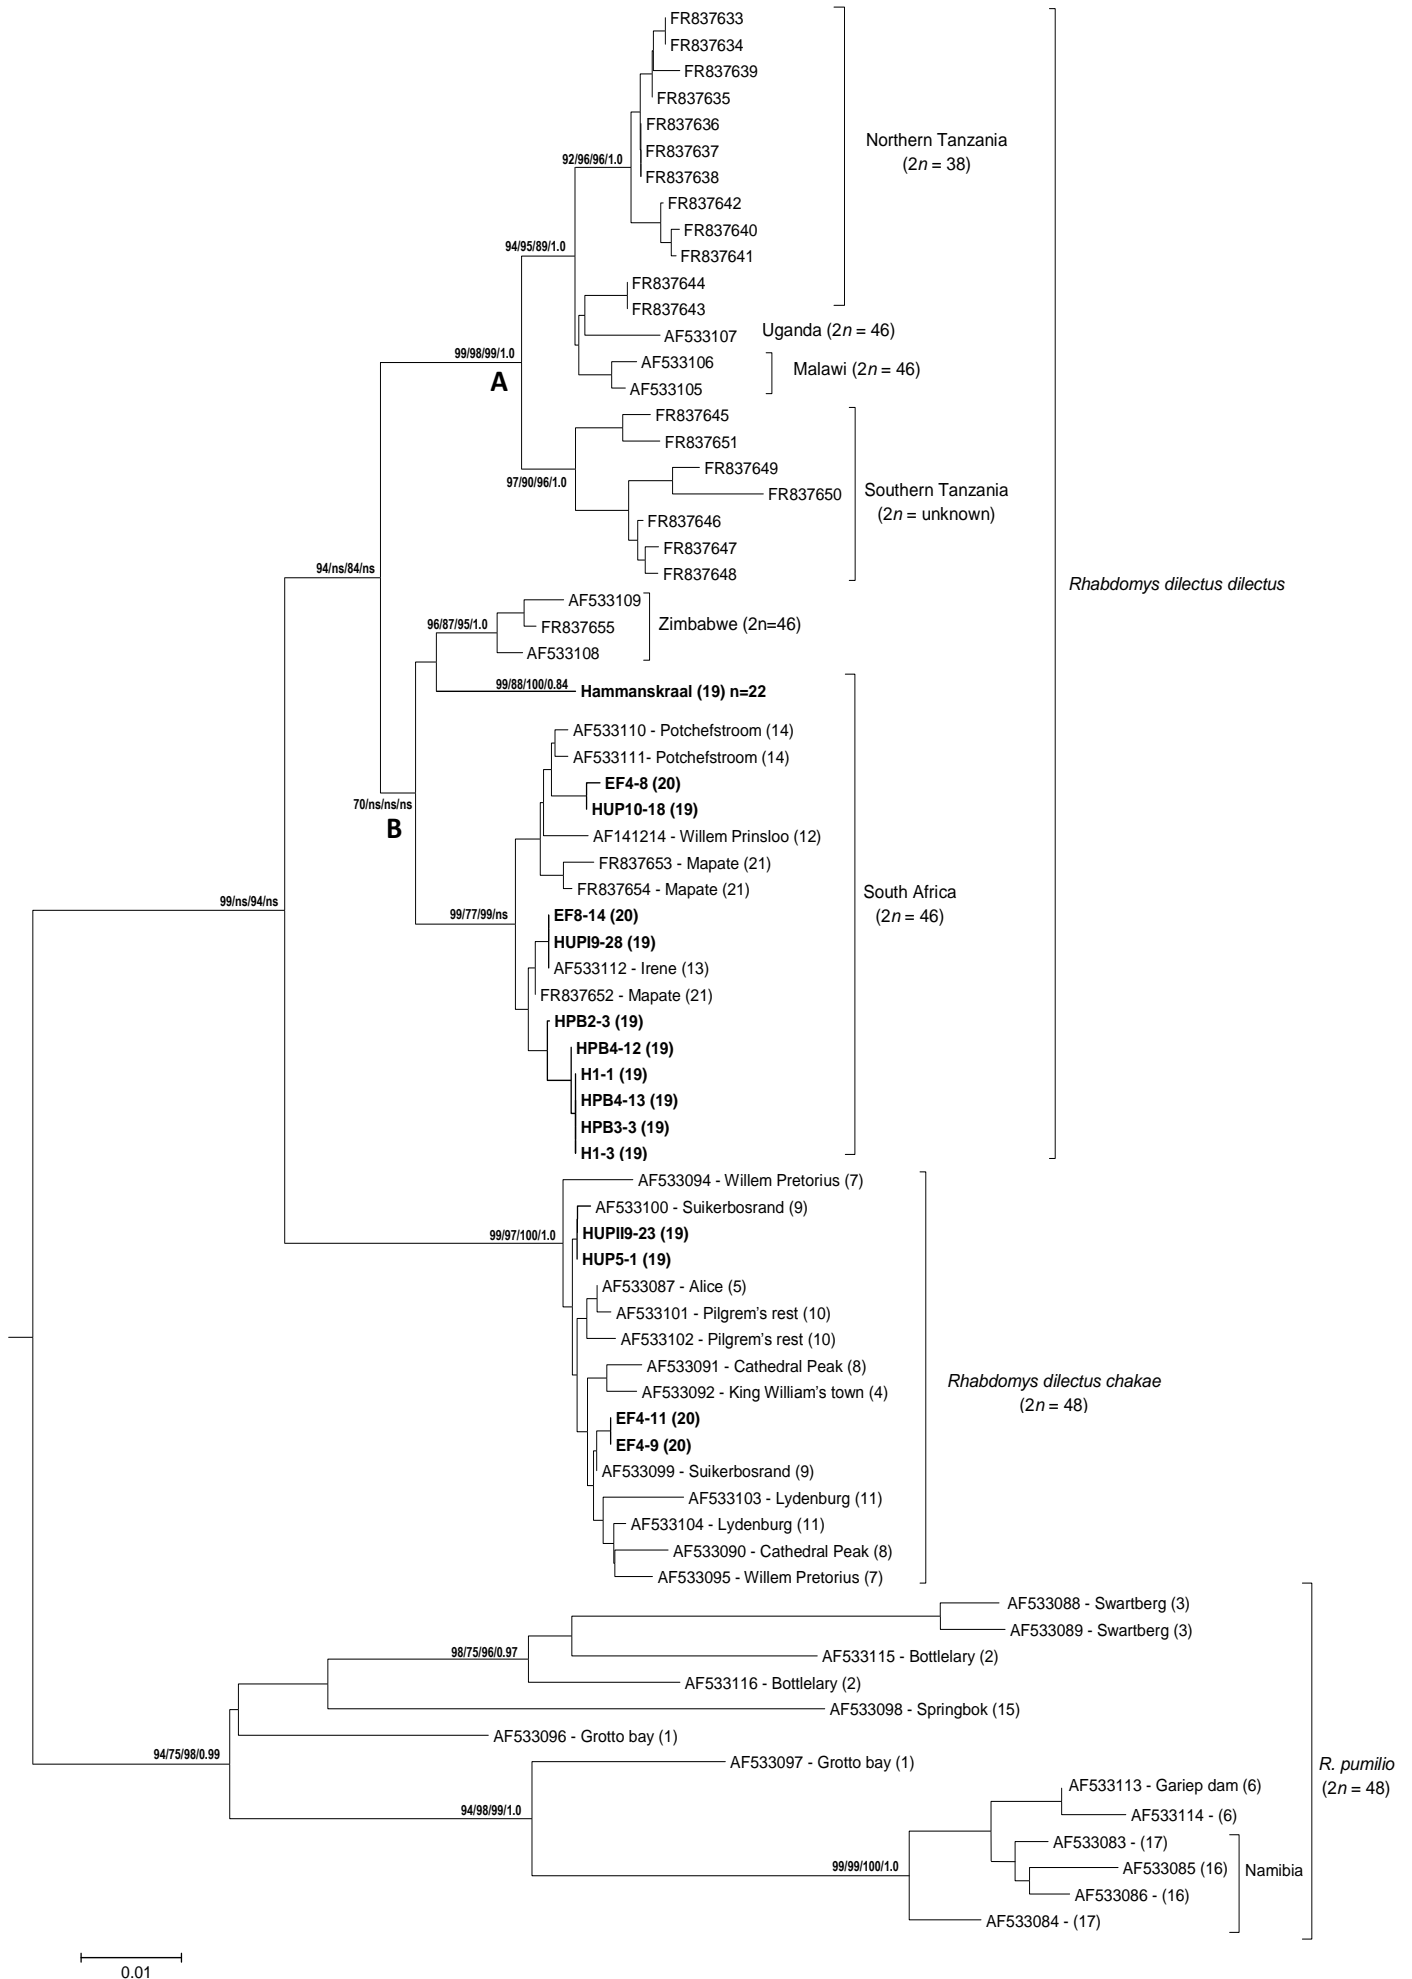 FR837633
FR837634
FR837639
FR837635
FR837636
Northern Tanzania
(2n = 38)
FR837637
92/96/96/1.0
FR837638
FR837642
FR837640
94/95/89/1.0
FR837641
FR837644
FR837643
AF533107
Uganda (2n = 46)
99/98/99/1.0
AF533106
Malawi (2n = 46)
A
AF533105
FR837645
FR837651
FR837649
97/90/96/1.0
FR837650
Southern Tanzania
(2n = unknown)
FR837646
FR837647
94/ns/84/ns
FR837648
Rhabdomys dilectus dilectus
AF533109
96/87/95/1.0
FR837655
Zimbabwe (2n=46)
AF533108
99/88/100/0.84
Hammanskraal (19) n=22
AF533110 - Potchefstroom (14)
AF533111- Potchefstroom (14)
EF4-8 (20)
70/ns/ns/ns
HUP10-18 (19)
B
AF141214 - Willem Prinsloo (12)
FR837653 - Mapate (21)
FR837654 - Mapate (21)
South Africa
(2n = 46)
99/ns/94/ns
99/77/99/ns
EF8-14 (20)
HUPI9-28 (19)
AF533112 - Irene (13)
FR837652 - Mapate (21)
HPB2-3 (19)
HPB4-12 (19)
H1-1 (19)
HPB4-13 (19)
HPB3-3 (19)
H1-3 (19)
AF533094 - Willem Pretorius (7)
AF533100 - Suikerbosrand (9)
99/97/100/1.0
HUPII9-23 (19)
HUP5-1 (19)
AF533087 - Alice (5)
AF533101 - Pilgrem's rest (10)
AF533102 - Pilgrem's rest (10)
AF533091 - Cathedral Peak (8)
Rhabdomys dilectus chakae
(2n = 48)
AF533092 - King William's town (4)
EF4-11 (20)
EF4-9 (20)
AF533099 - Suikerbosrand (9)
AF533103 - Lydenburg (11)
AF533104 - Lydenburg (11)
AF533090 - Cathedral Peak (8)
AF533095 - Willem Pretorius (7)
AF533088 - Swartberg (3)
AF533089 - Swartberg (3)
98/75/96/0.97
AF533115 - Bottlelary (2)
AF533116 - Bottlelary (2)
AF533098 - Springbok (15)
AF533096 - Grotto bay (1)
94/75/98/0.99
AF533097 - Grotto bay (1)
R. pumilio
(2n = 48)
AF533113 - Gariep dam (6)
94/98/99/1.0
AF533114 - (6)
AF533083 - (17)
99/99/100/1.0
AF533085 (16)
Namibia
AF533086 - (16)
AF533084 - (17)
0.01